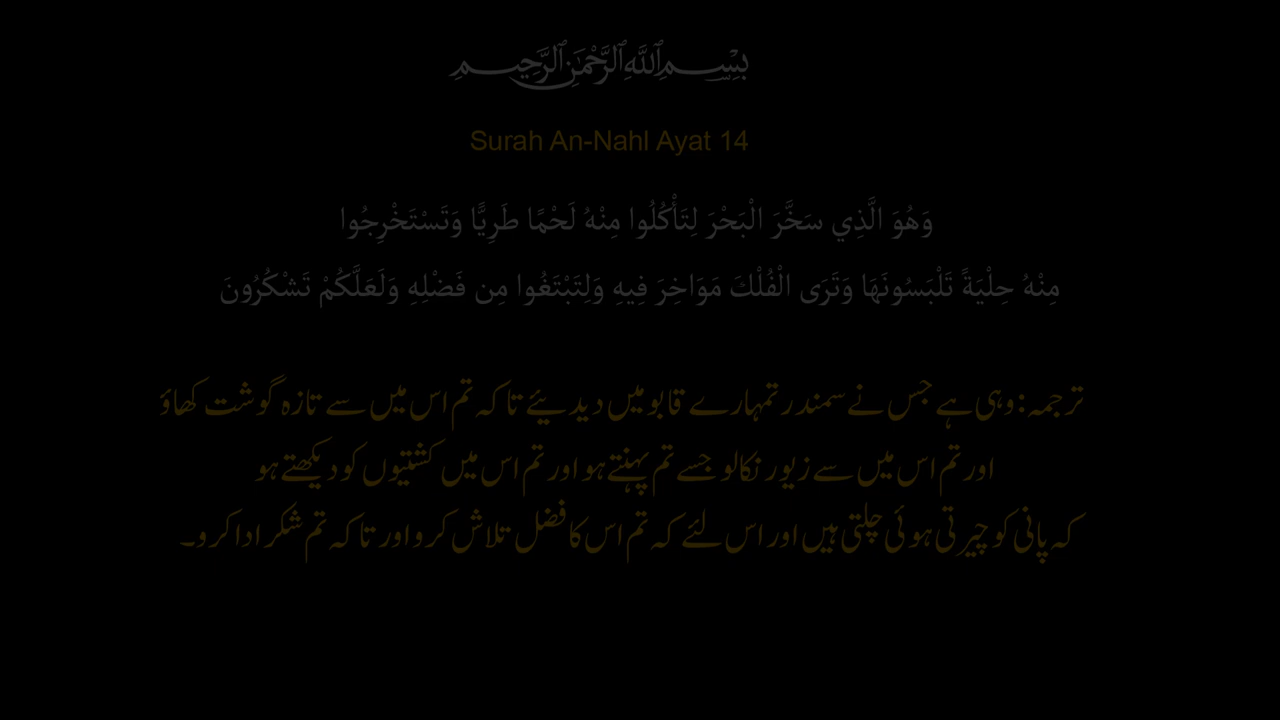 بِسْمِ ٱللَّهِ ٱلرَّحْمَٰنِ ٱلرَّحِيمِ
Surah An-Nahl Ayat 14
وَهُوَ الَّذِي سَخَّرَ الْبَحْرَ لِتَأْكُلُوا مِنْهُ لَحْمًا طَرِيًّا وَتَسْتَخْرِجُوا
مِنْهُ حِلْيَةً تَلْبَسُونَهَا وَتَرَى الْفُلْكَ مَوَاخِرَ فِيهِ وَلِتَبْتَغُوا مِن فَضْلِهِ وَلَعَلَّكُمْ تَشْكُرُونَ
ترجمہ: وہی ہے جس نے سمندر تمہارے قابو میں دیدیئے تاکہ تم اس میں سے تازہ گوشت کھاؤ
اور تم اس میں سے زیور نکالو جسے تم پہنتے ہو اور تم اس میں کشتیوں کو دیکھتے ہو
کہ پانی کو چیرتی ہوئی چلتی ہیں اور اس لئے کہ تم اس کا فضل تلاش کرو اور تاکہ تم شکر ادا کرو۔